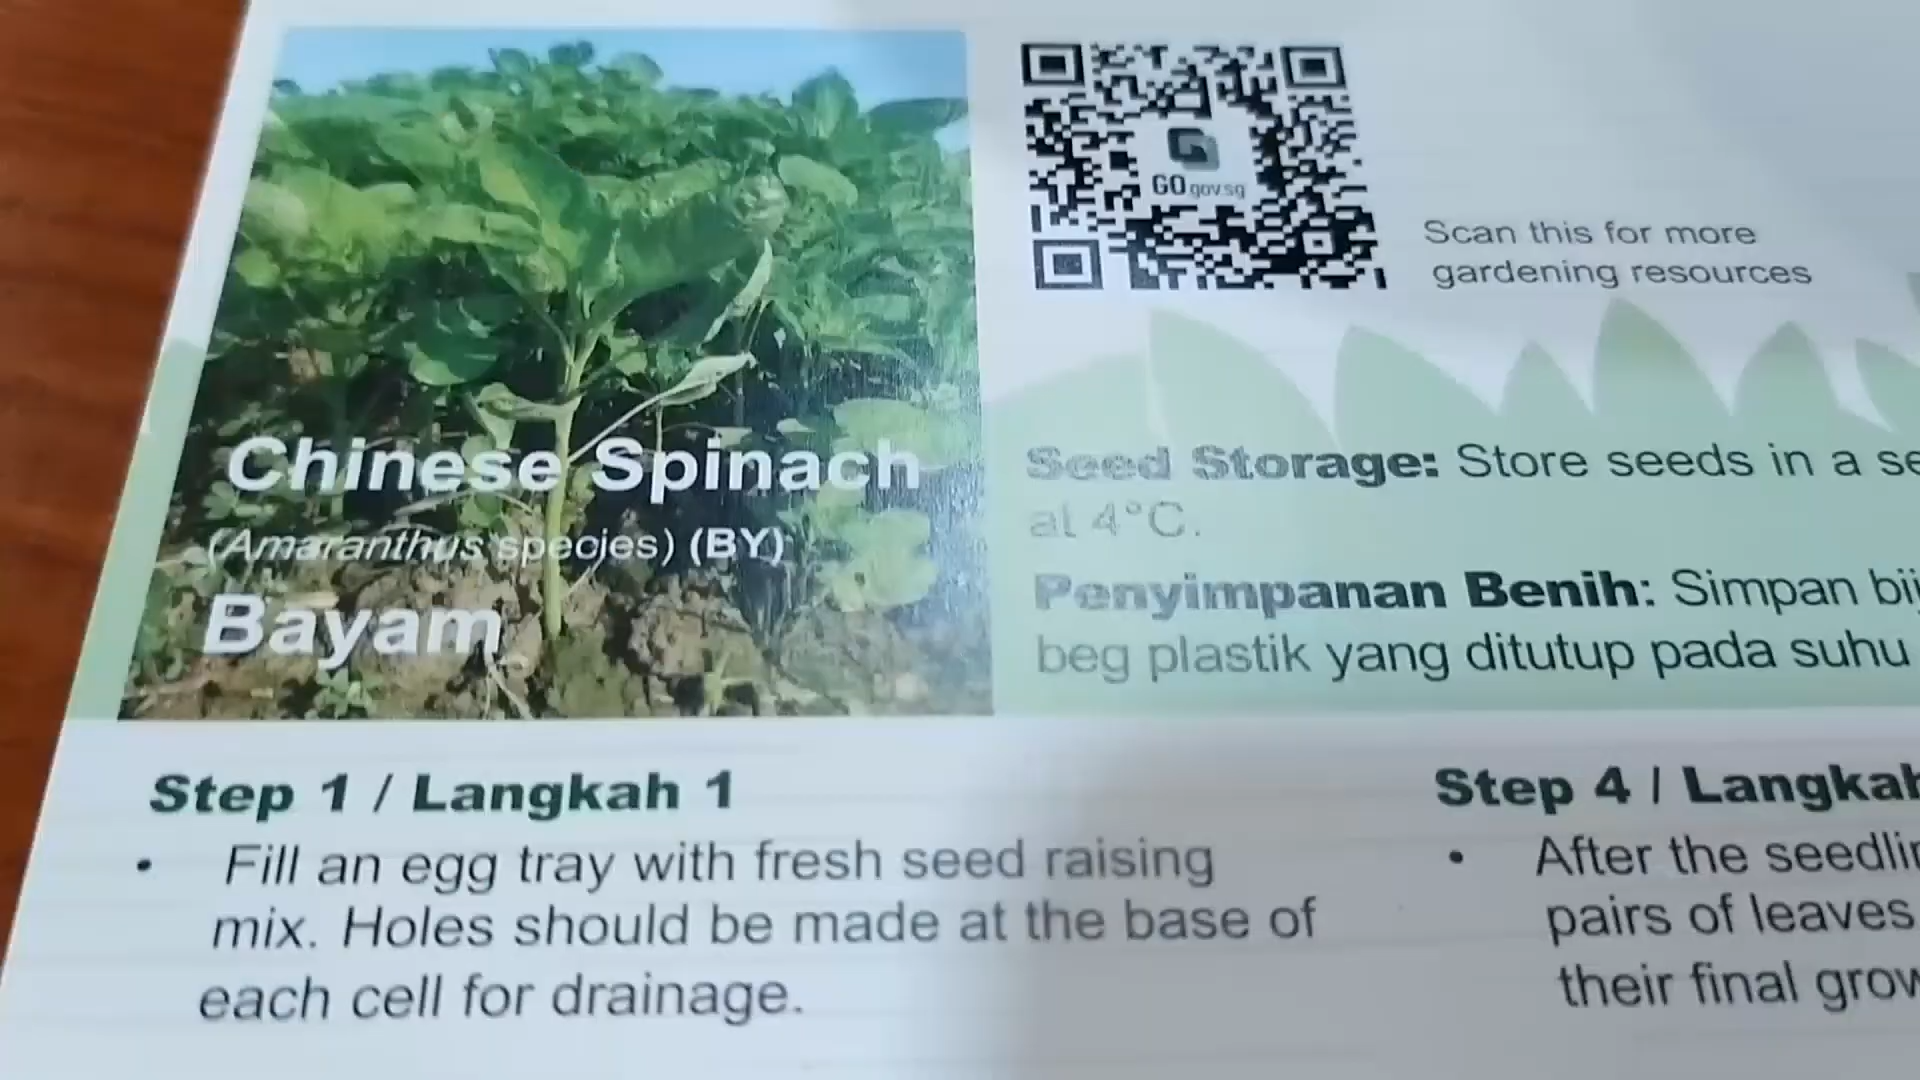 GOgov.sg
Scan this for more
gardening resources
Chinese Spinach
(Amaranthus species) (BY)
Bayam
Seed Storage: Store seeds in a se
at 4°C.
Penyimpanan Benih: Simpan bij
beg plastik yang ditutup pada suhu
Step 1 / Langkah 1
• Fill an egg tray with fresh seed raising
mix. Holes should be made at the base of
each cell for drainage.
Step 4 / Langkah
• After the seedlin
pairs of leaves
their final grow